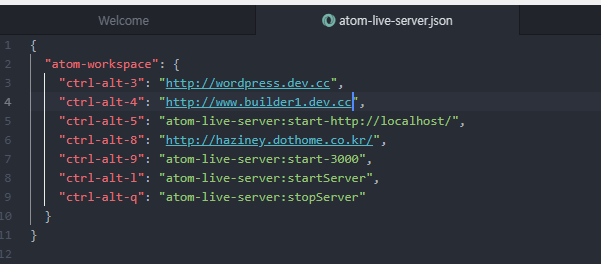 Welcome
atom-live-server.json
1 {
2 "atom-workspace": {
3 "ctrl-alt-3": "http://wordpress.dev.cc",
4 "ctrl-alt-4": "http://www.builder1.dev.cc",
5 "ctrl-alt-5": "atom-live-server:start-http://localhost/",
6 "ctrl-alt-8": "http://haziney.dothome.co.kr/",
7 "ctrl-alt-9": "atom-live-server:start-3000",
8 "ctrl-alt-l": "atom-live-server:startServer",
9 "ctrl-alt-q": "atom-live-server:stopServer"
10 }
11 }
12